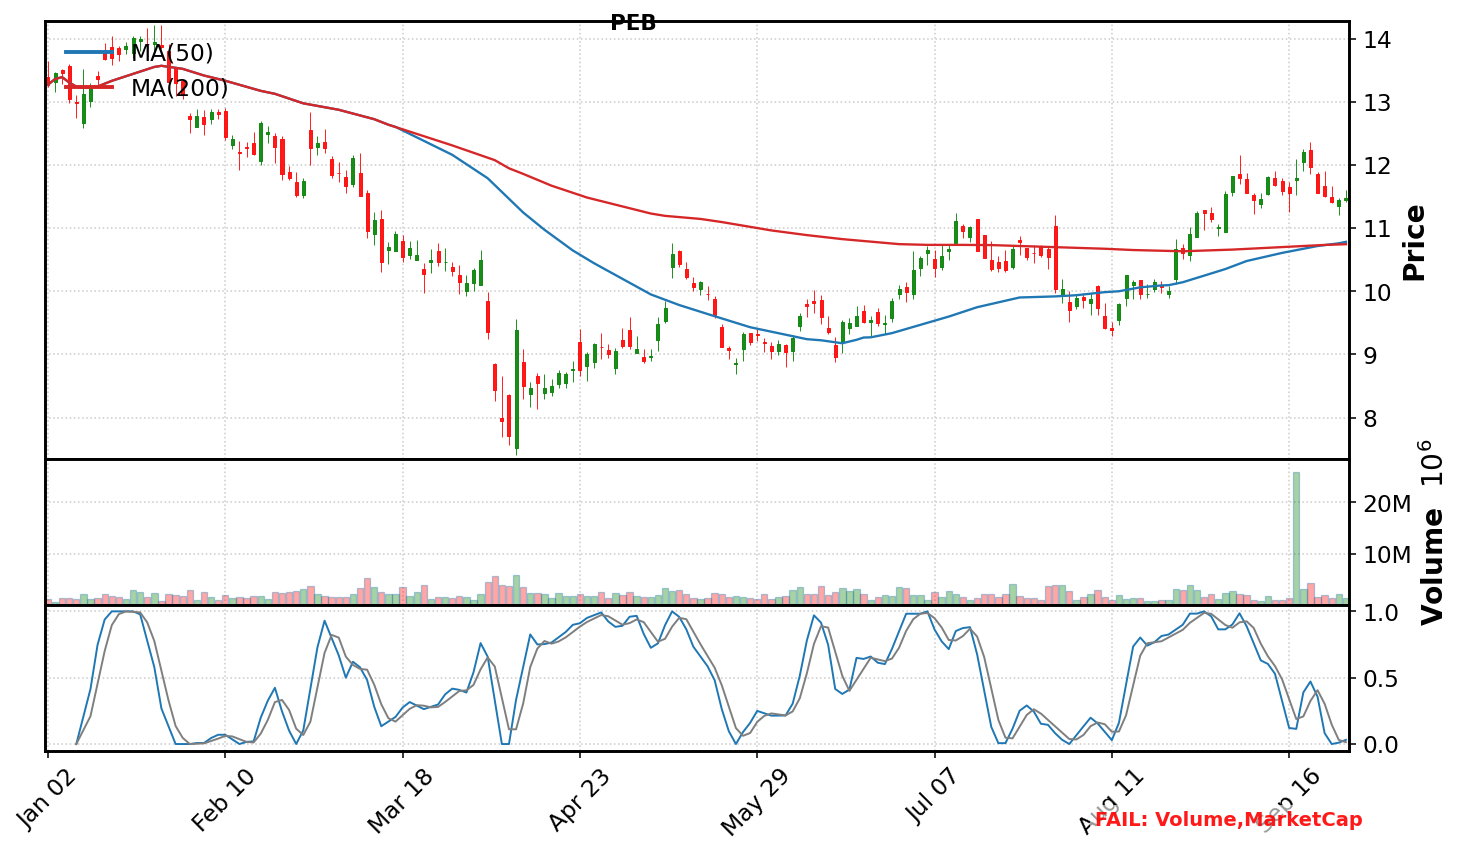 PEB
MA(50)
MA(200)
14
13
12
11
10
9
8
Price
10⁶
20M
10M
Volume
1.0
0.5
0.0
Jan 02
Feb 10
Mar 18
Apr 23
May 29
Jul 07
Aug 11
Sep 16
FAIL: Volume,MarketCap